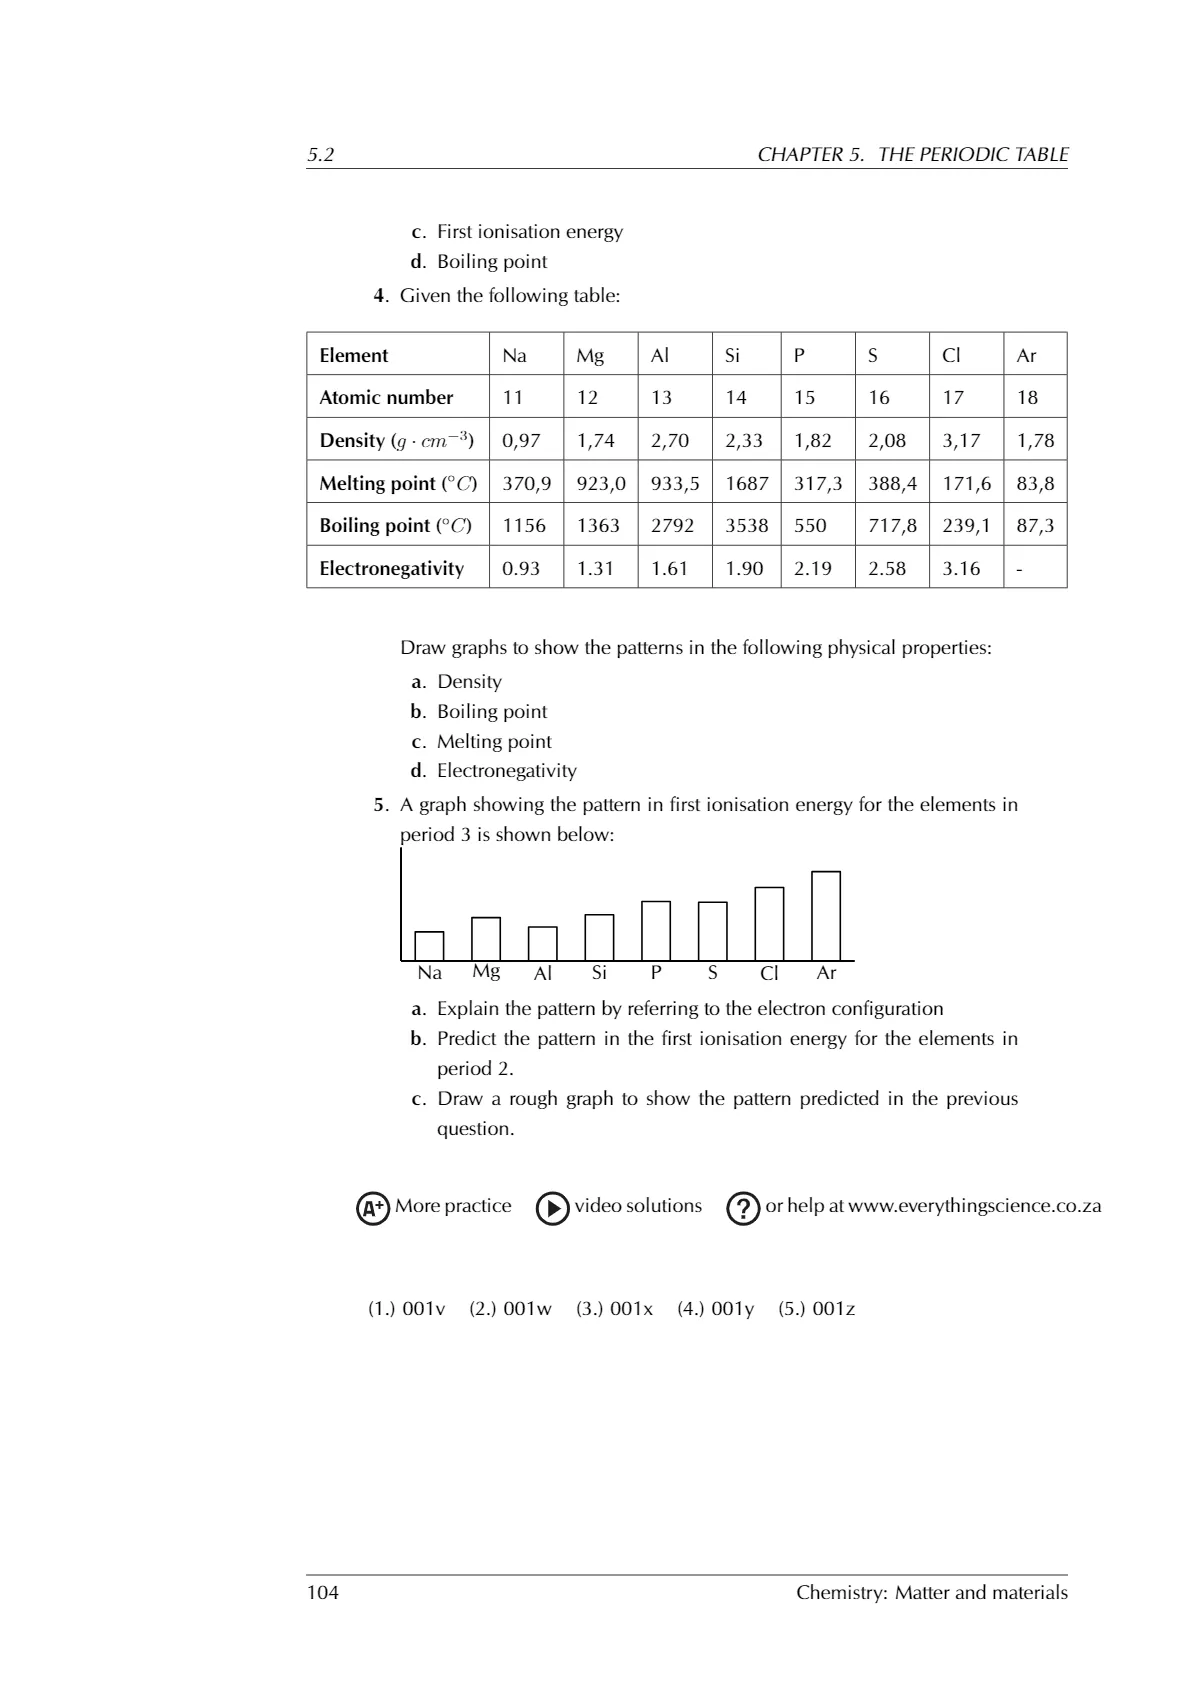 5.2 CHAPTER 5. THE PERIODIC TABLE
c. First ionisation energy
d. Boiling point
4. Given the following table:
Element Na Mg Al Si P S Cl Ar
Atomic number 11 12 13 14 15 16 17 18
Density (g · cm⁻³) 0,97 1,74 2,70 2,33 1,82 2,08 3,17 1,78
Melting point (°C) 370,9 923,0 933,5 1687 317,3 388,4 171,6 83,8
Boiling point (°C) 1156 1363 2792 3538 550 717,8 239,1 87,3
Electronegativity 0.93 1.31 1.61 1.90 2.19 2.58 3.16 -
Draw graphs to show the patterns in the following physical properties:
a. Density
b. Boiling point
c. Melting point
d. Electronegativity
5. A graph showing the pattern in first ionisation energy for the elements in
period 3 is shown below:
Na Mg Al Si P S Cl Ar
a. Explain the pattern by referring to the electron configuration
b. Predict the pattern in the first ionisation energy for the elements in
period 2.
c. Draw a rough graph to show the pattern predicted in the previous
question.
A+ More practice video solutions ? or help at www.everythingscience.co.za
(1.) 001v (2.) 001w (3.) 001x (4.) 001y (5.) 001z
104 Chemistry: Matter and materials